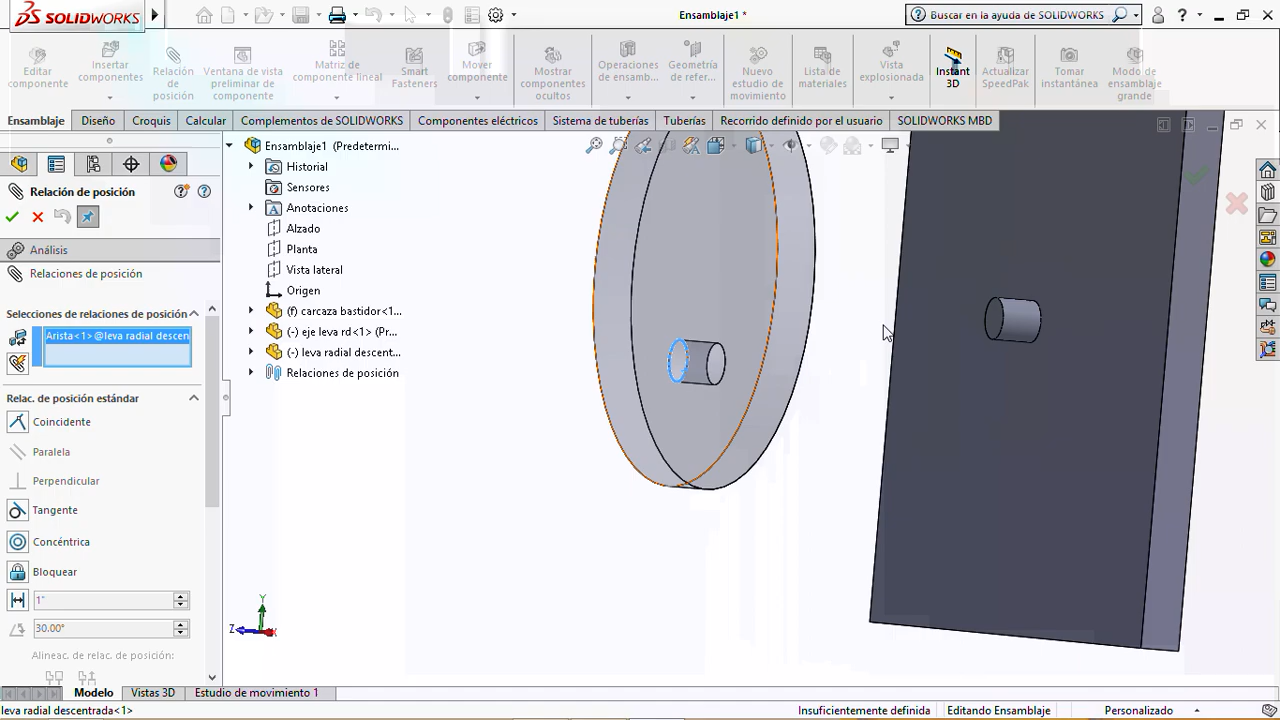 SOLIDWORKS
Ensamblaje1 *
Buscar en la ayuda de SOLIDWORKS
Editar componente
Insertar componentes
Relación de posición
Ventana de vista preliminar de componente
Matriz de componente lineal
Smart Fasteners
Mover componente
Mostrar componentes ocultos
Operaciones de ensamb...
Geometría de refer...
Nuevo estudio de movimiento
Lista de materiales
Vista explosionada
Instant 3D
Actualizar SpeedPak
Tomar instantánea
Modo de ensamblaje grande
Ensamblaje
Diseño
Croquis
Calcular
Complementos de SOLIDWORKS
Componentes eléctricos
Sistema de tuberías
Tuberías
Recorrido definido por el usuario
SOLIDWORKS MBD
Relación de posición
Análisis
Relaciones de posición
Selecciones de relaciones de posición
Arista<1>@leva radial descen
Relac. de posición estándar
Coincidente
Paralela
Perpendicular
Tangente
Concéntrica
Bloquear
1"
30.00°
Alineac. de relac. de posición:
Ensamblaje1 (Predetermi...
Historial
Sensores
Anotaciones
Alzado
Planta
Vista lateral
Origen
(f) carcaza bastidor<1...
(-) eje leva rd<1> (Pr...
(-) leva radial descent...
Relaciones de posición
Y
Z
X
Modelo
Vistas 3D
Estudio de movimiento 1
leva radial descentrada<1>
Insuficientemente definida
Editando Ensamblaje
Personalizado